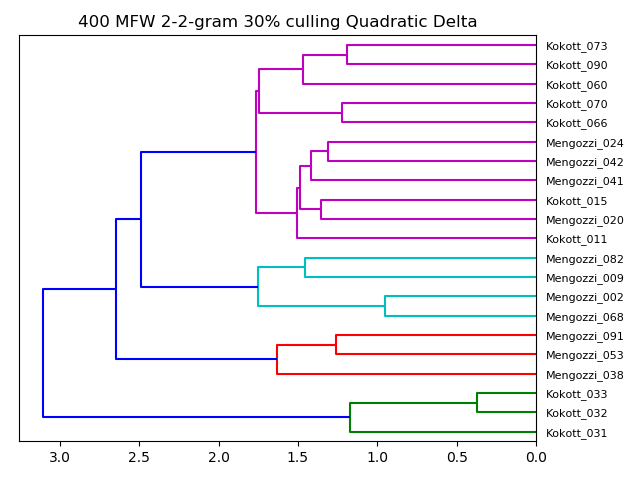 400 MFW 2-2-gram 30% culling Quadratic Delta
Kokott_073
Kokott_090
Kokott_060
Kokott_070
Kokott_066
Mengozzi_024
Mengozzi_042
Mengozzi_041
Kokott_015
Mengozzi_020
Kokott_011
Mengozzi_082
Mengozzi_009
Mengozzi_002
Mengozzi_068
Mengozzi_091
Mengozzi_053
Mengozzi_038
Kokott_033
Kokott_032
Kokott_031
3.0 2.5 2.0 1.5 1.0 0.5 0.0